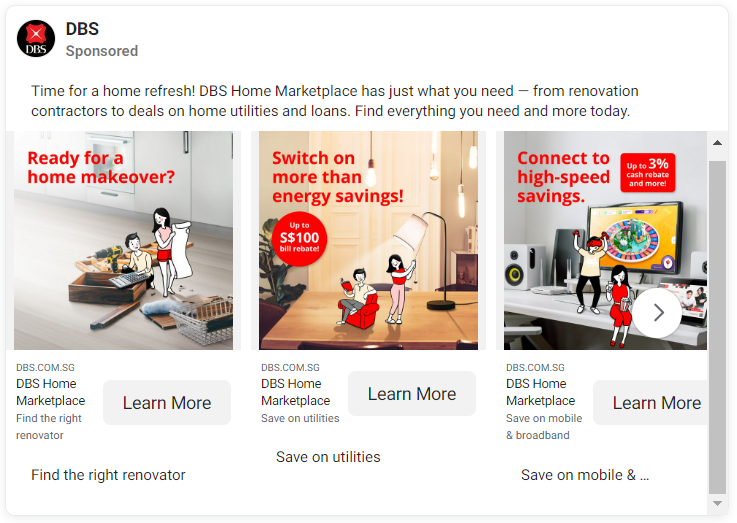 DBS
DBS
Sponsored
Time for a home refresh! DBS Home Marketplace has just what you need — from renovation
contractors to deals on home utilities and loans. Find everything you need and more today.
Ready for a
home makeover?
DBS.COM.SG
DBS Home
Marketplace
Find the right
renovator
Learn More
Find the right renovator
Switch on
more than
energy savings!
Up to
S$100
bill rebate!
DBS.COM.SG
DBS Home
Marketplace
Save on utilities
Learn More
Save on utilities
Connect to
high-speed
savings.
Up to 3%
cash rebate
and more!
DBS.COM.SG
DBS Home
Marketplace
Save on mobile
& broadband
Learn More
Save on mobile & ...